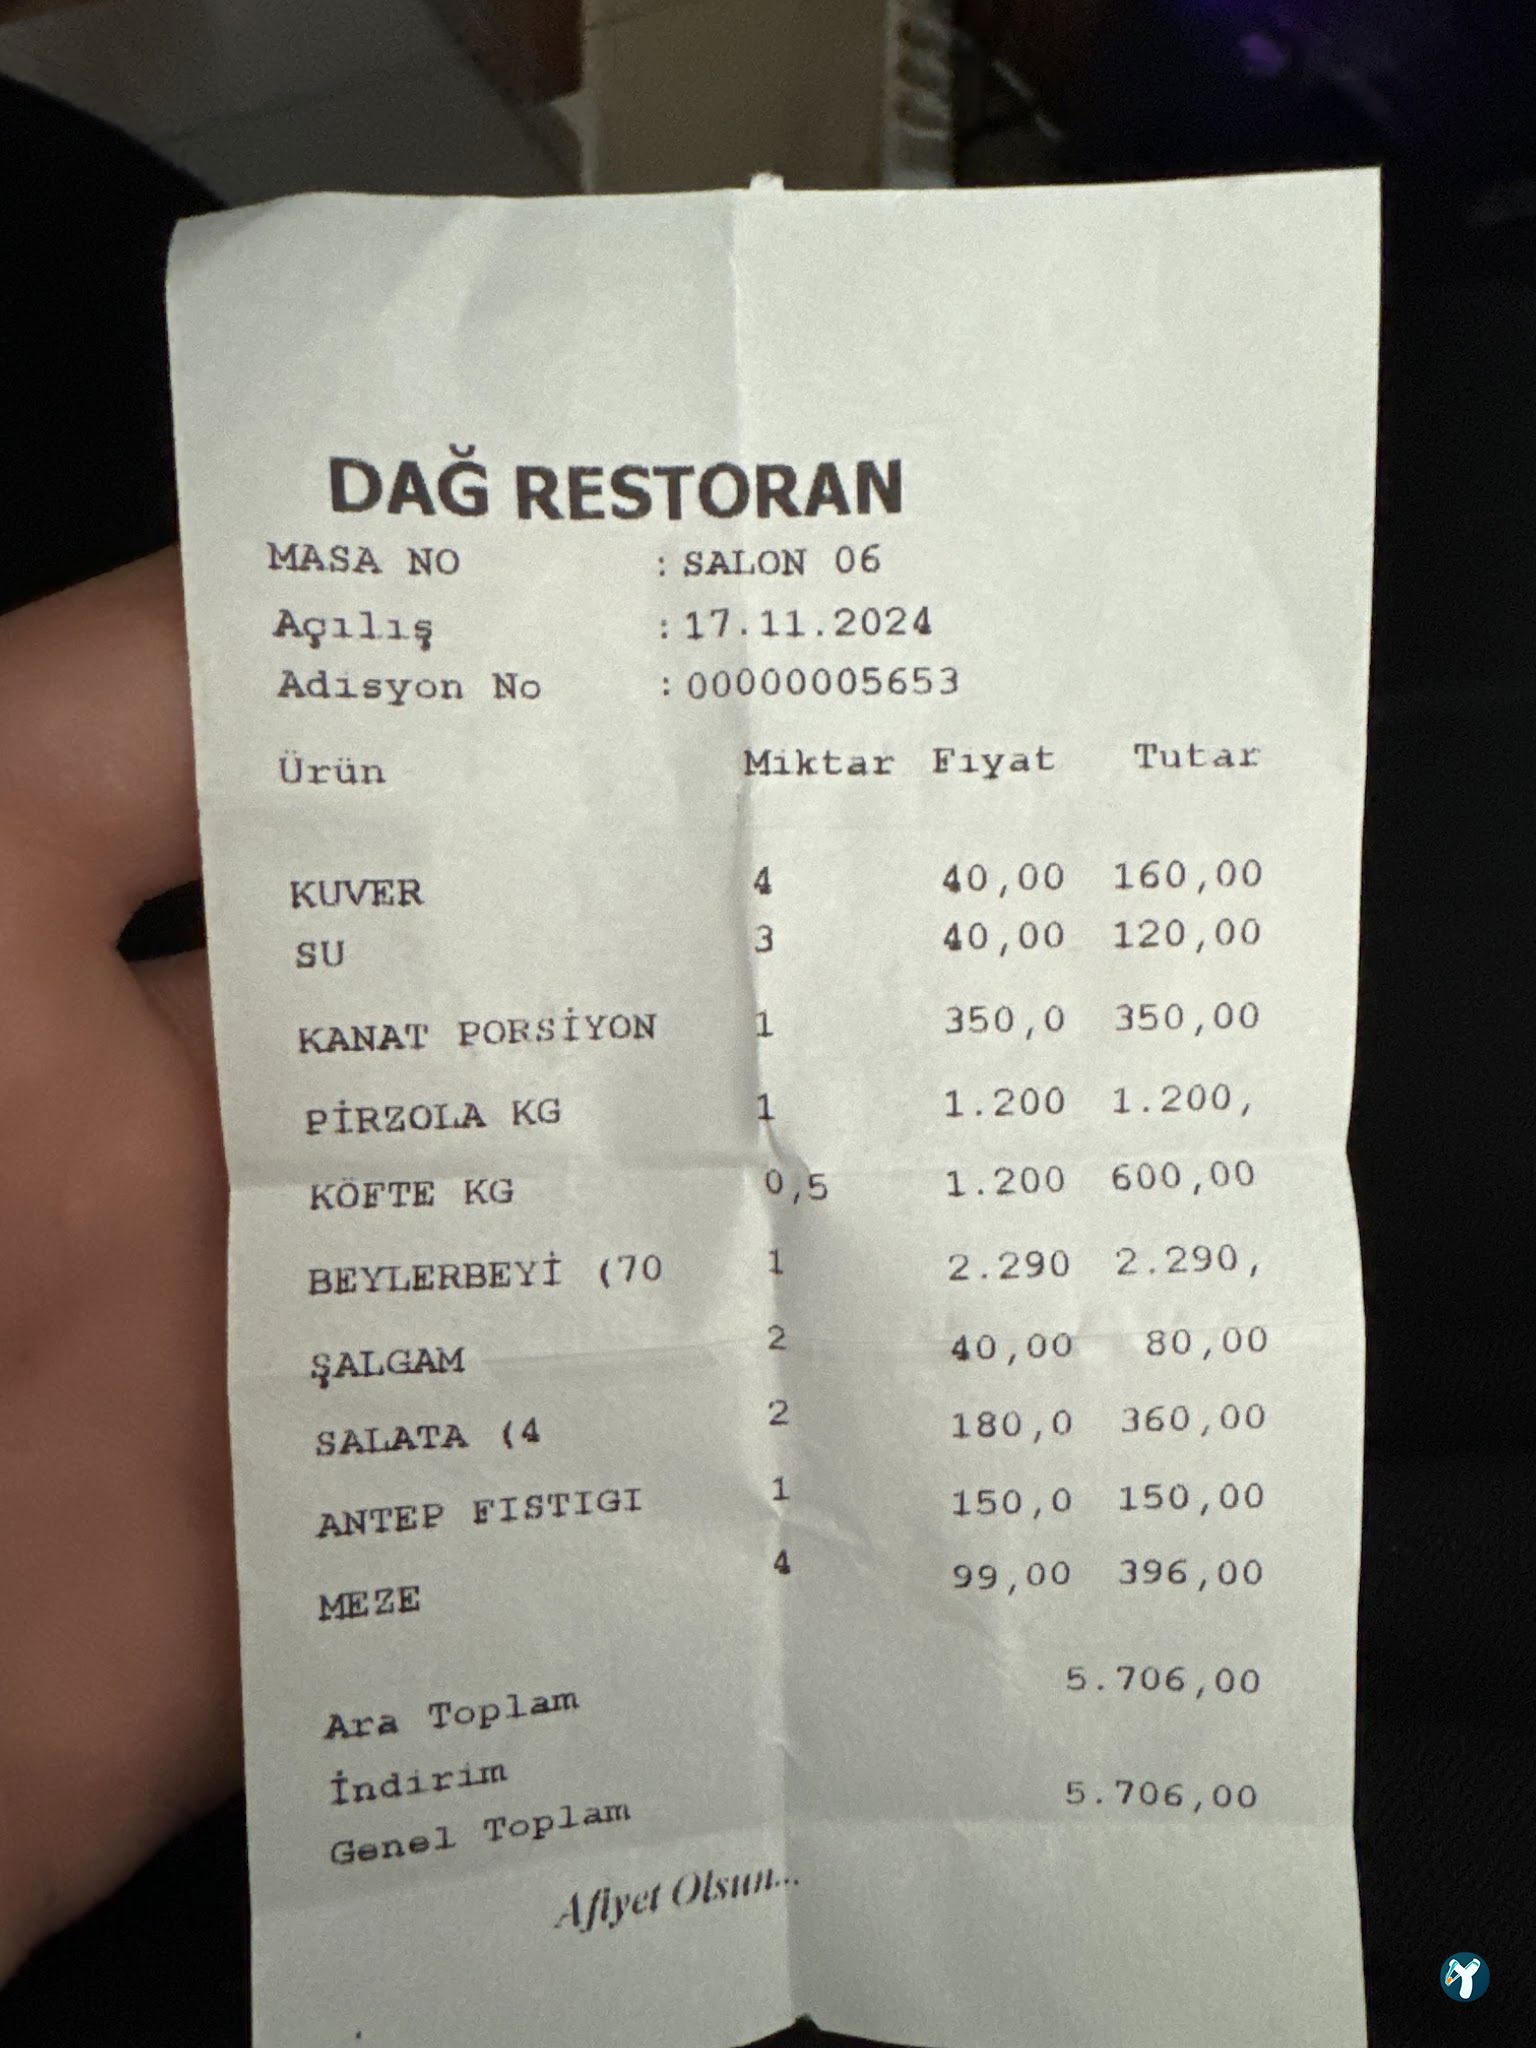 DAĞ RESTORAN
MASA NO :SALON 06
Açılış :17.11.2024
Adisyon No :00000005653
Ürün Miktar Fiyat Tutar
KUVER 4 40,00 160,00
SU 3 40,00 120,00
KANAT PORSİYON 1 350,0 350,00
PİRZOLA KG 1 1.200 1.200,
KÖFTE KG 0,5 1.200 600,00
BEYLERBEYİ (70 1 2.290 2.290,
ŞALGAM 2 40,00 80,00
SALATA (4 2 180,0 360,00
ANTEP FISTIGI 1 150,0 150,00
MEZE 4 99,00 396,00
Ara Toplam 5.706,00
İndirim
Genel Toplam 5.706,00
Afiyet Olsun...